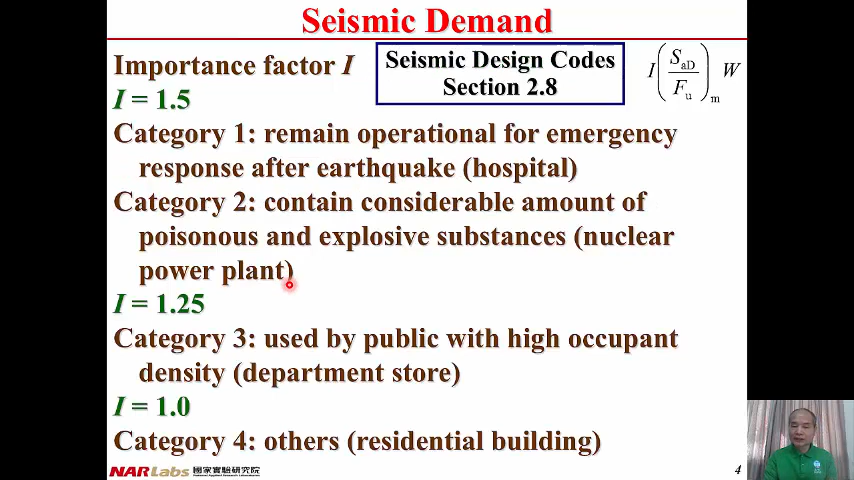 Seismic Demand
Importance factor I
Seismic Design Codes
Section 2.8
I(SaD/Fu)m W
I = 1.5
Category 1: remain operational for emergency
response after earthquake (hospital)
Category 2: contain considerable amount of
poisonous and explosive substances (nuclear
power plant)
I = 1.25
Category 3: used by public with high occupant
density (department store)
I = 1.0
Category 4: others (residential building)
NARLabs 國家實驗研究院
4